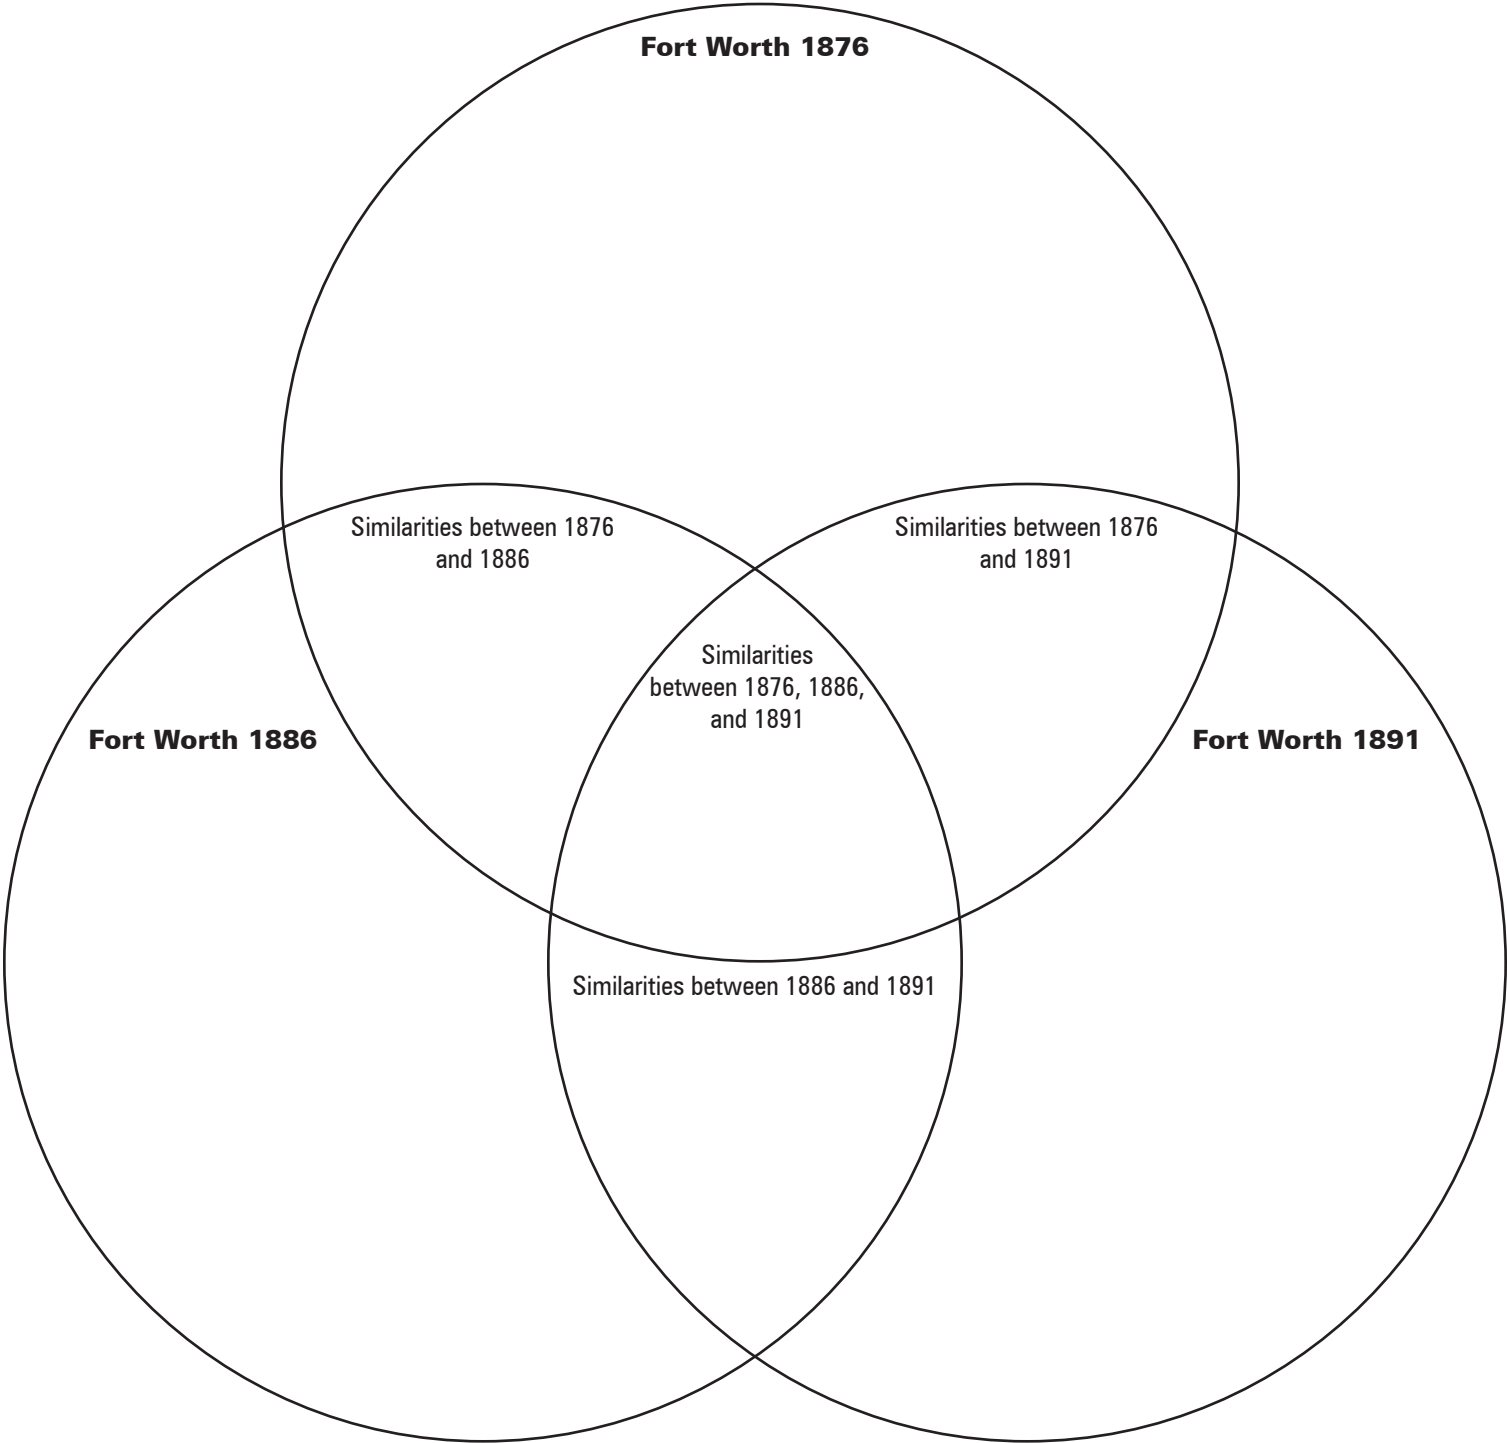 Fort Worth 1876
Similarities between 1876
and 1886
Similarities between 1876
and 1891
Similarities
between 1876, 1886,
and 1891
Fort Worth 1886
Fort Worth 1891
Similarities between 1886 and 1891